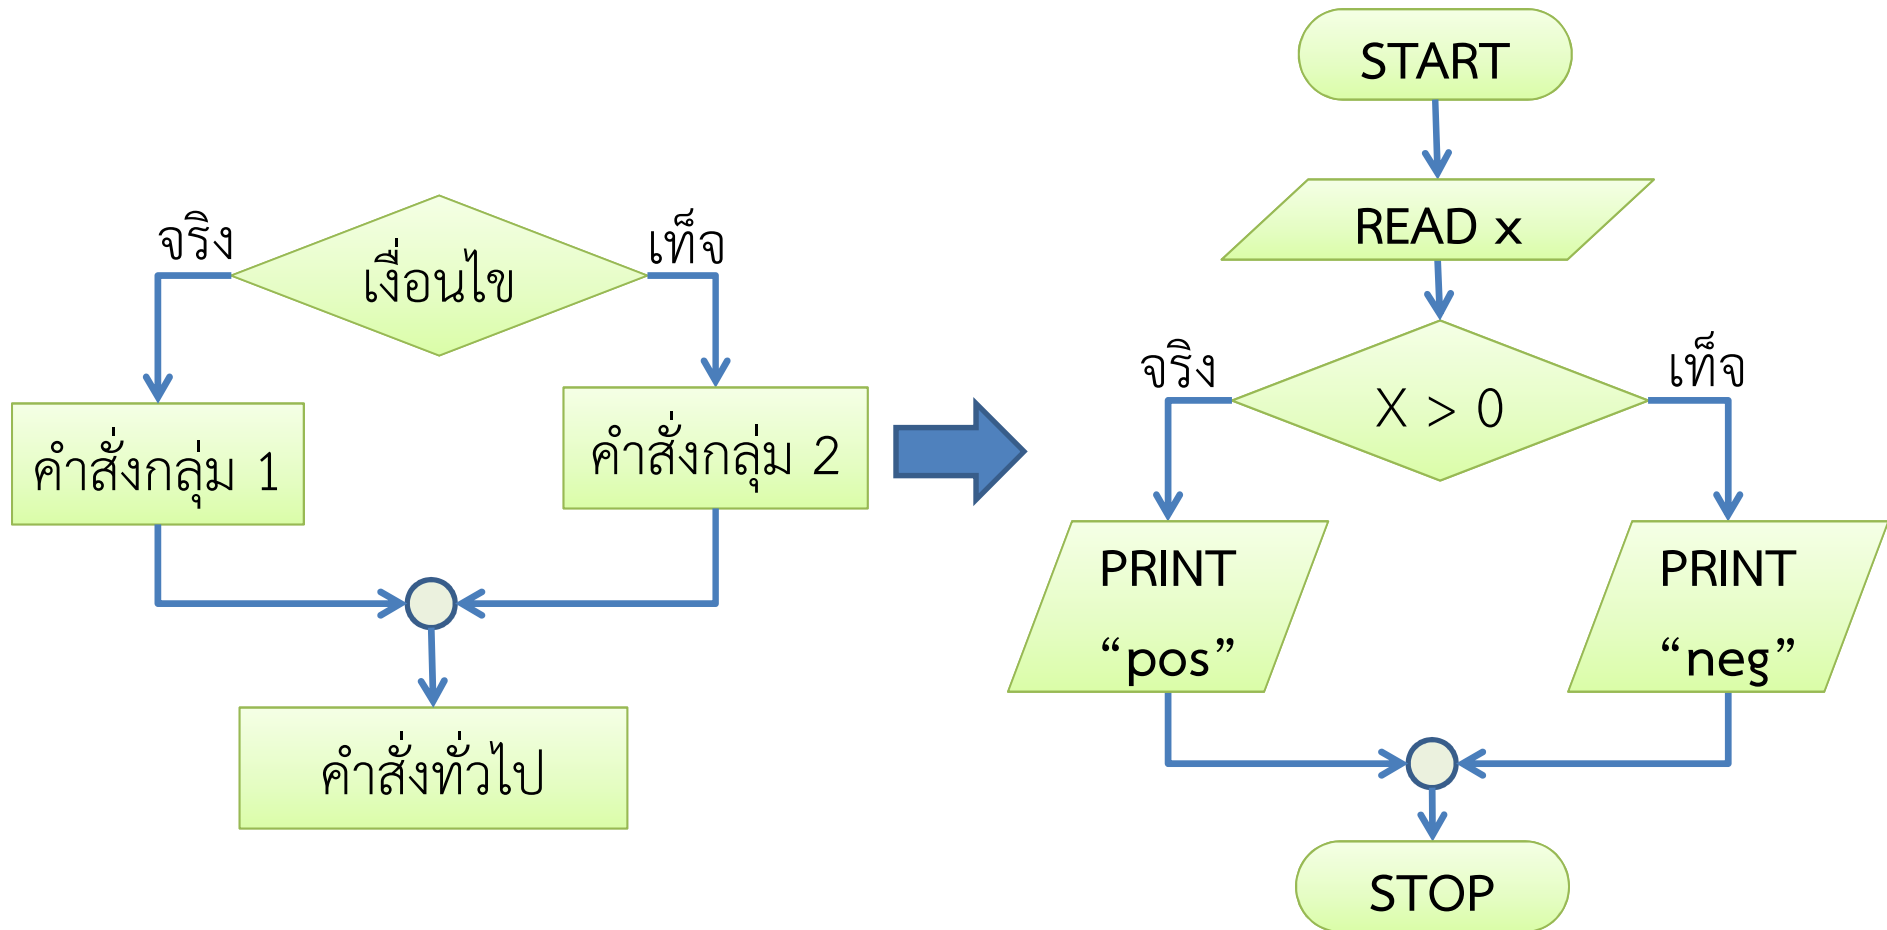 จริง
เท็จ
เงื่อนไข
คำสั่งกลุ่ม 1
คำสั่งกลุ่ม 2
คำสั่งทั่วไป
START
READ x
จริง
เท็จ
X > 0
PRINT
“pos”
PRINT
“neg”
STOP